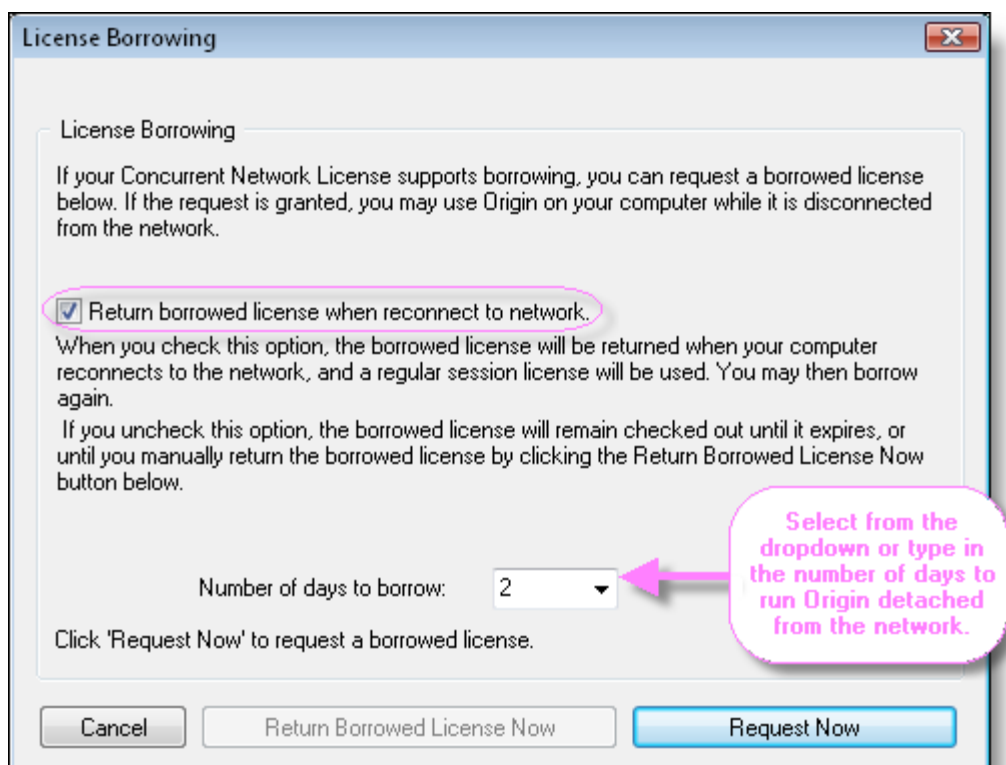 License Borrowing
License Borrowing
If your Concurrent Network License supports borrowing, you can request a borrowed license
below. If the request is granted, you may use Origin on your computer while it is disconnected
from the network.
Return borrowed license when reconnect to network.
When you check this option, the borrowed license will be returned when your computer
reconnects to the network, and a regular session license will be used. You may then borrow
again.
If you uncheck this option, the borrowed license will remain checked out until it expires, or
until you manually return the borrowed license by clicking the Return Borrowed License Now
button below.
Select from the
dropdown or type in
the number of days to
run Origin detached
from the network.
Number of days to borrow: 2
Click 'Request Now' to request a borrowed license.
Cancel Return Borrowed License Now Request Now